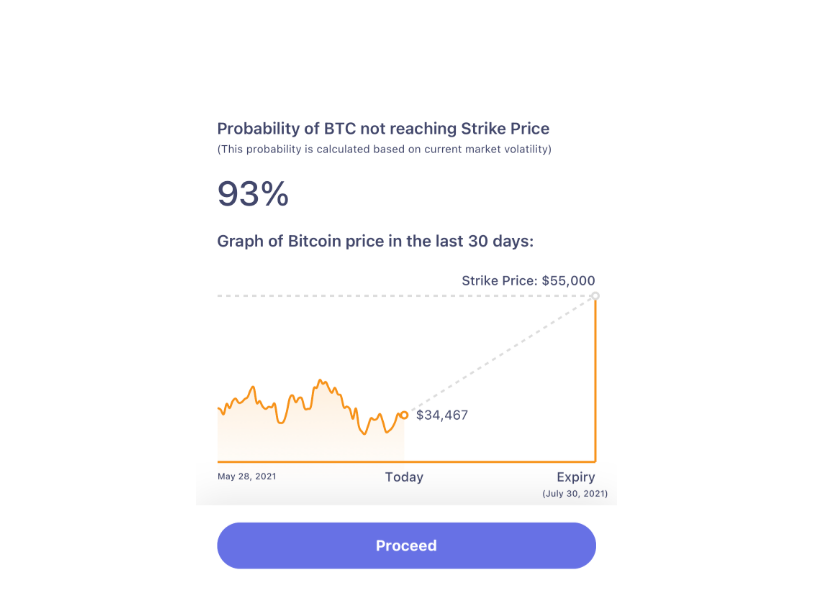 Probability of BTC not reaching Strike Price
(This probability is calculated based on current market volatility)
93%
Graph of Bitcoin price in the last 30 days:
Strike Price: $55,000
$34,467
May 28, 2021
Today
Expiry
(July 30, 2021)
Proceed